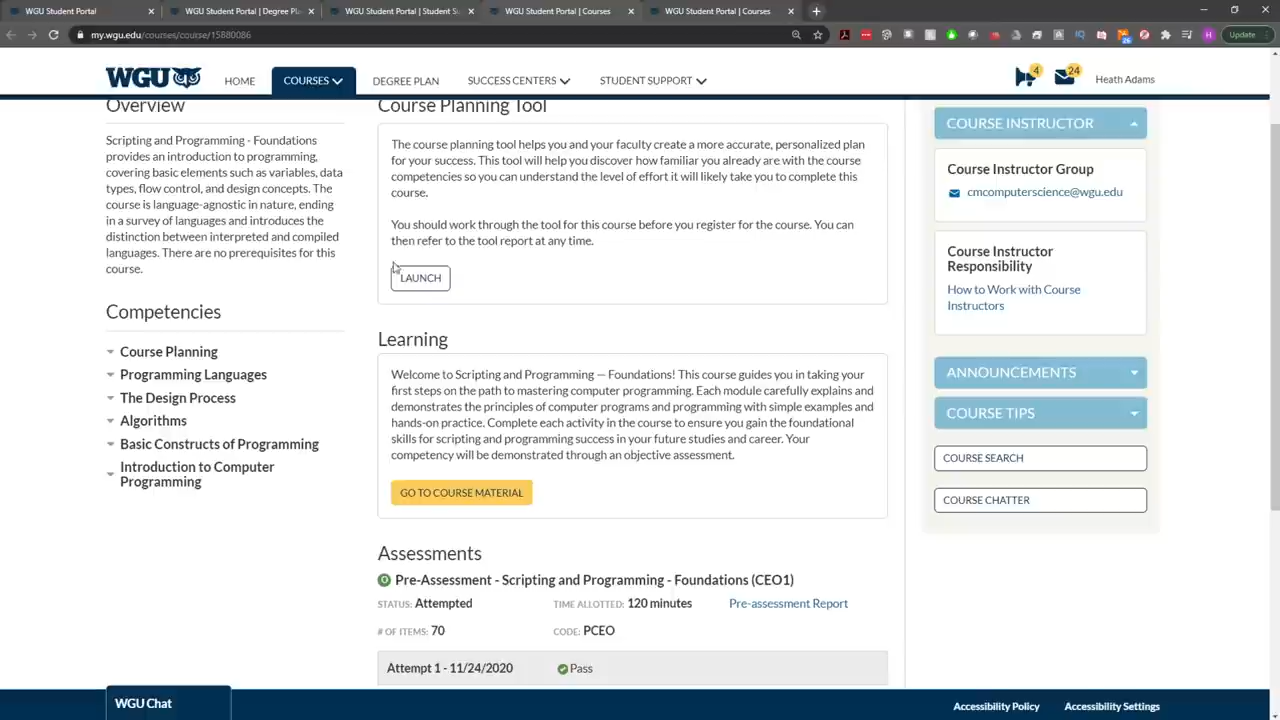 WGU Student Portal
WGU Student Portal | Degree Pla
WGU Student Portal | Student Su
WGU Student Portal | Courses
WGU Student Portal | Courses
my.wgu.edu/courses/course/15880086
Update
WGU
HOME
COURSES
DEGREE PLAN
SUCCESS CENTERS
STUDENT SUPPORT
4
24
Heath Adams
Overview
Scripting and Programming - Foundations
provides an introduction to programming,
covering basic elements such as variables, data
types, flow control, and design concepts. The
course is language-agnostic in nature, ending
in a survey of languages and introduces the
distinction between interpreted and compiled
languages. There are no prerequisites for this
course.
Competencies
Course Planning
Programming Languages
The Design Process
Algorithms
Basic Constructs of Programming
Introduction to Computer
Programming
Course Planning Tool
The course planning tool helps you and your faculty create a more accurate, personalized plan
for your success. This tool will help you discover how familiar you already are with the course
competencies so you can understand the level of effort it will likely take you to complete this
course.
You should work through the tool for this course before you register for the course. You can
then refer to the tool report at any time.
LAUNCH
Learning
Welcome to Scripting and Programming — Foundations! This course guides you in taking your
first steps on the path to mastering computer programming. Each module carefully explains and
demonstrates the principles of computer programs and programming with simple examples and
hands-on practice. Complete each activity in the course to ensure you gain the foundational
skills for scripting and programming success in your future studies and career. Your
competency will be demonstrated through an objective assessment.
GO TO COURSE MATERIAL
Assessments
Pre-Assessment - Scripting and Programming - Foundations (CEO1)
STATUS: Attempted
TIME ALLOTTED: 120 minutes
Pre-assessment Report
# OF ITEMS: 70
CODE: PCEO
Attempt 1 - 11/24/2020
Pass
COURSE INSTRUCTOR
Course Instructor Group
cmcomputerscience@wgu.edu
Course Instructor
Responsibility
How to Work with Course
Instructors
ANNOUNCEMENTS
COURSE TIPS
COURSE SEARCH
COURSE CHATTER
WGU Chat
Accessibility Policy
Accessibility Settings